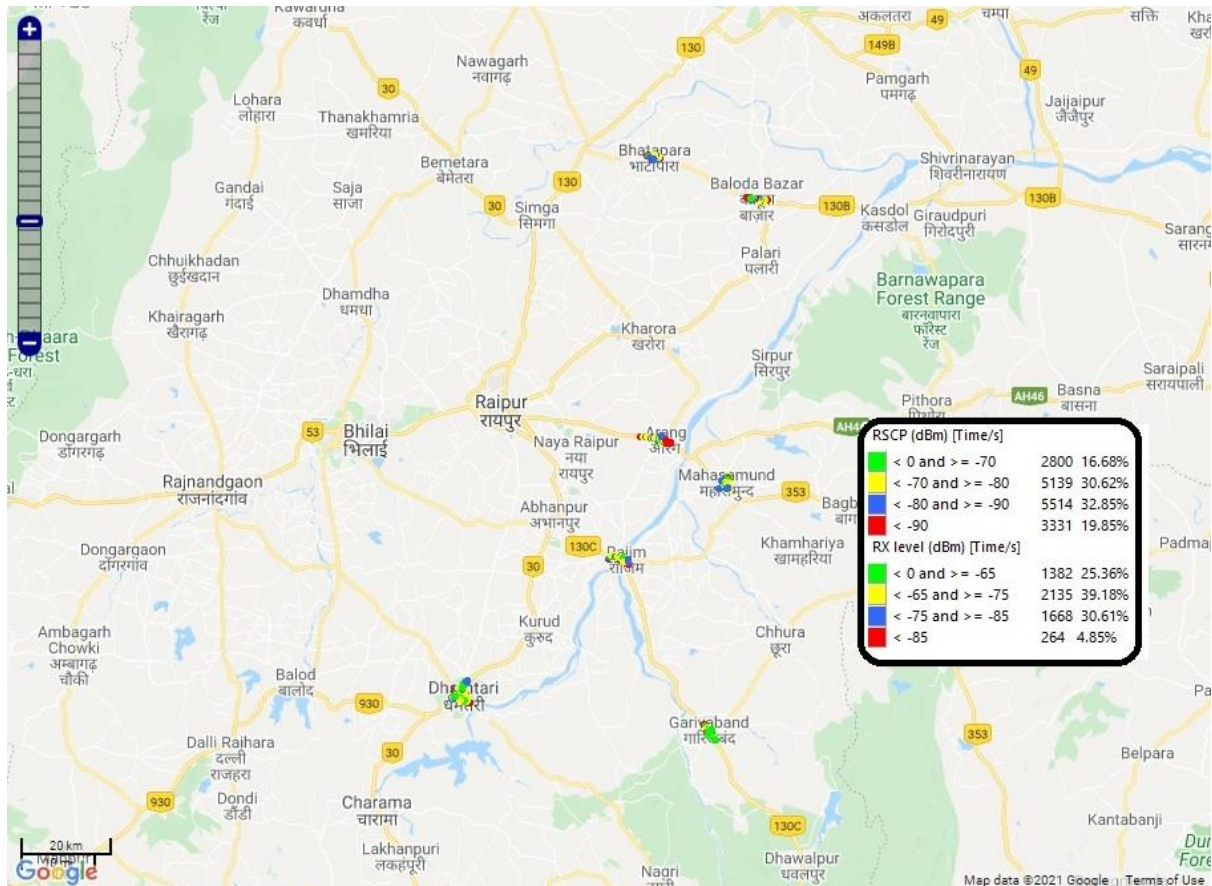 Kawardha
कवर्धा
रेंज
Nawagarh
नवागढ़
130
अकलतरा
49
चाम्पा
सक्ति
149B
Pamgarh
पमगढ़
49
Jaijaipur
जैजैपुर
Lohara
लोहारा
30
Thanakhamria
थानखमरिया
Bemetara
बेमेतरा
Bhatapara
भाटापारा
Shivrinarayan
शिवरीनारायण
Gandai
गंडाई
Saja
साजा
130
30
Simga
सिमगा
Baloda Bazar
बाज़ार
130B
Kasdol
कसडोल
Giraudpuri
गिरोदपुरी
130B
Palari
पलारी
Chhuikhadan
छुईखदान
Dhamdha
धमधा
Barnawapara
Forest Range
बारनवापारा
फॉरेस्ट
रेंज
Khairagarh
खैरागढ़
Kharora
खरोरा
Sirpur
सिरपुर
Forest
Saraipali
सरायपाली
Basna
बासना
AH46
Pithora
Raipur
रायपुर
Arang
53
Bhilai
भिलाई
Naya Raipur
नया
रायपुर
Dongargarh
डोंगरगढ़
Mahasamund
353
Rajnandgaon
राजनांदगांव
Abhanpur
अभानपुर
130C
Rajim
Khamhariya
खामहरिया
Dongargaon
दोंगरगांव
30
RSCP (dBm) [Time/s]
< 0 and >= -70 2800 16.68%
< -70 and >= -80 5139 30.62%
< -80 and >= -90 5514 32.85%
< -90 3331 19.85%
RX level (dBm) [Time/s]
< 0 and >= -65 1382 25.36%
< -65 and >= -75 2135 39.18%
< -75 and >= -85 1668 30.61%
< -85 264 4.85%
Kurud
कुरुद
Chhura
छूरा
Ambagarh
Chowki
अम्बागढ़
चौकी
Balod
बालोद
930
Dhamtari
धमतरी
Gariyaband
353
Belpara
Dalli Rajhara
दल्ली
राजहरा
30
930
Dondi
डौंडी
Charama
चारामा
130C
Kantabanji
20 km
Google
Lakhanpuri
लकहंपूरी
Nagri
Dhawalpur
धवलपुर
Map data ©2021 Google
Terms of Use